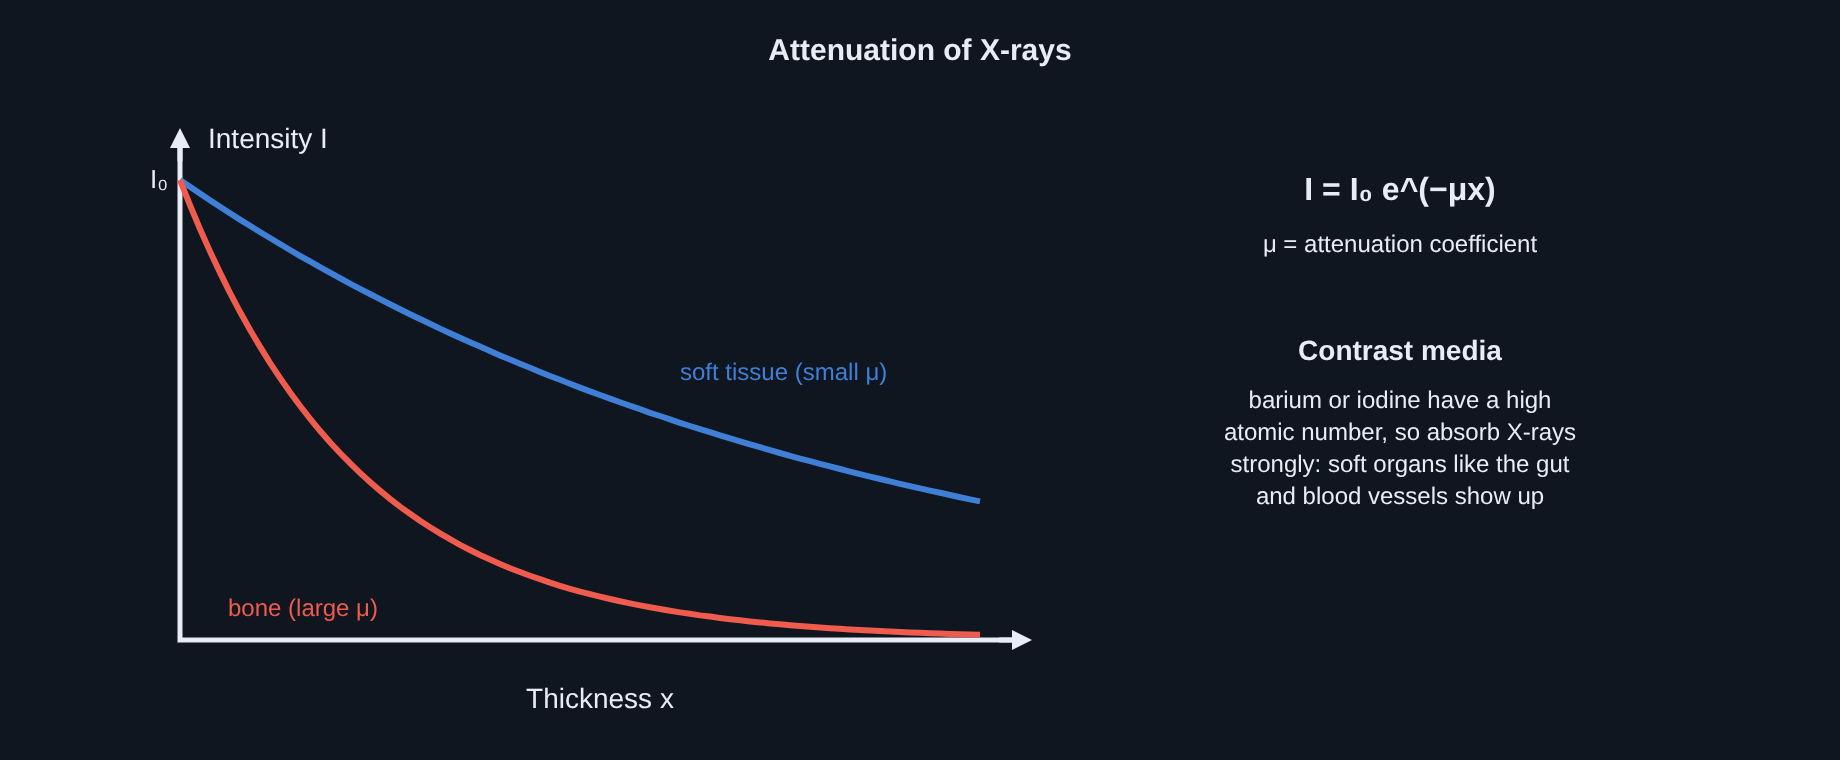 Attenuation of X-rays
Intensity I
I₀
soft tissue (small μ)
bone (large μ)
Thickness x
I = I₀ e^(−μx)
μ = attenuation coefficient
Contrast media
barium or iodine have a high
atomic number, so absorb X-rays
strongly: soft organs like the gut
and blood vessels show up